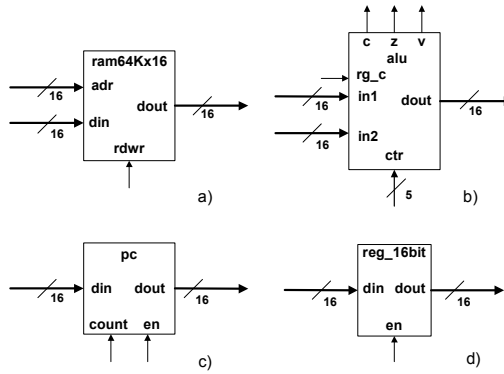 ram64Kx16
adr
din
dout
rdwr
16
16
16
a)
c z v
alu
rg_c
in1
in2
dout
ctr
16
16
16
5
b)
pc
din dout
count en
16
16
c)
reg_16bit
din dout
en
16
16
d)